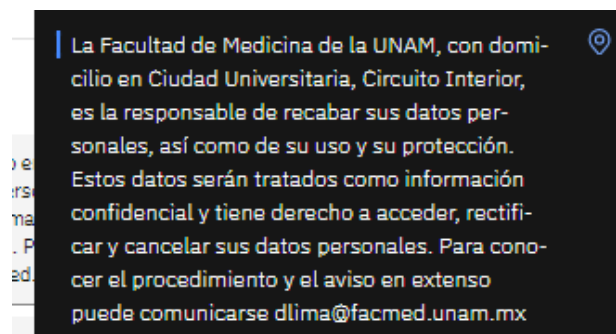 La Facultad de Medicina de la UNAM, con domi-
cilio en Ciudad Universitaria, Circuito Interior,
es la responsable de recabar sus datos per-
sonales, así como de su uso y su protección.
Estos datos serán tratados como información
confidencial y tiene derecho a acceder, rectifi-
car y cancelar sus datos personales. Para cono-
cer el procedimiento y el aviso en extenso
puede comunicarse dlima@facmed.unam.mx